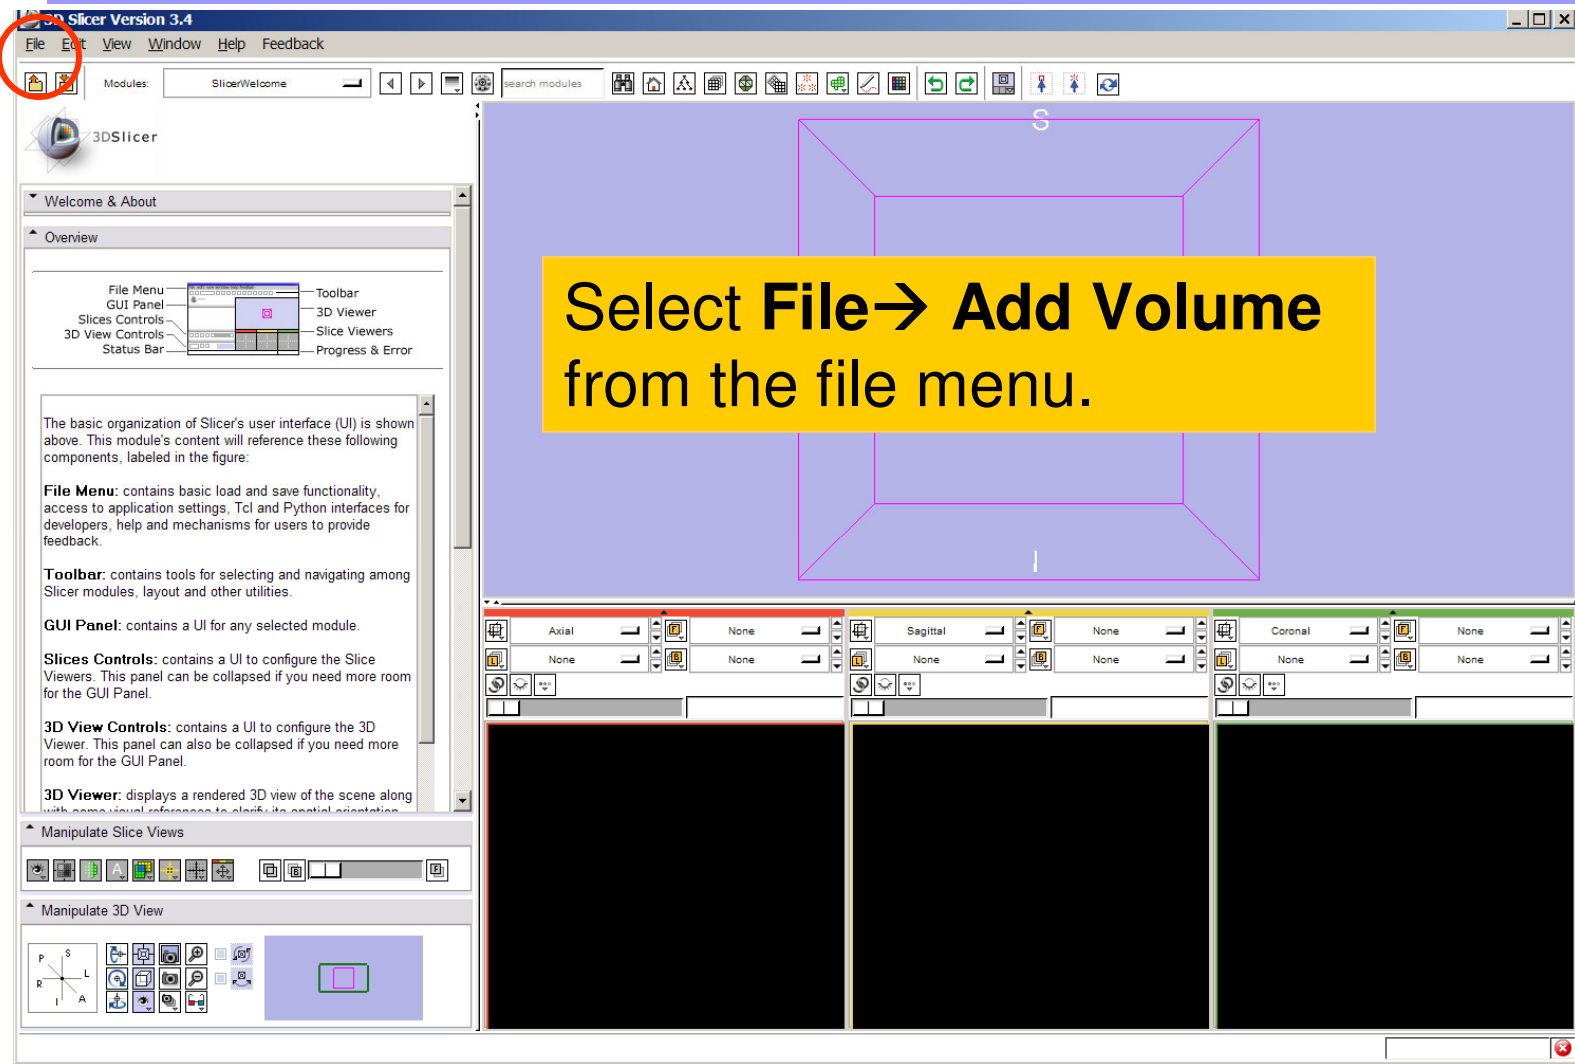 3D Slicer Version 3.4
File Edit View Window Help Feedback
Modules: SlicerWelcome search modules
3DSlicer
Welcome & About
Overview
File Menu
GUI Panel
Slices Controls
3D View Controls
Status Bar
Toolbar
3D Viewer
Slice Viewers
Progress & Error
The basic organization of Slicer's user interface (UI) is shown
above. This module's content will reference these following
components, labeled in the figure:
File Menu: contains basic load and save functionality,
access to application settings, Tcl and Python interfaces for
developers, help and mechanisms for users to provide
feedback.
Toolbar: contains tools for selecting and navigating among
Slicer modules, layout and other utilities.
GUI Panel: contains a UI for any selected module.
Slices Controls: contains a UI to configure the Slice
Viewers. This panel can be collapsed if you need more room
for the GUI Panel.
3D View Controls: contains a UI to configure the 3D
Viewer. This panel can also be collapsed if you need more
room for the GUI Panel.
3D Viewer: displays a rendered 3D view of the scene along
with some visual references to clarify its spatial orientation
Manipulate Slice Views
A B F
Manipulate 3D View
P S
R L
I A
S
Select File→ Add Volume
from the file menu.
I
Axial F None
L None B None
Sagittal F None
L None B None
Coronal F None
L None B None